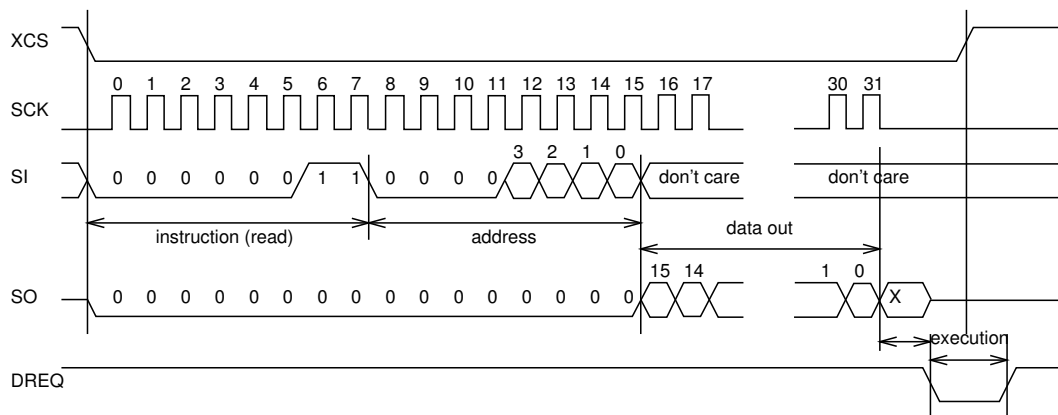 XCS
0 1 2 3 4 5 6 7 8 9 10 11 12 13 14 15 16 17 30 31
SCK
3 2 1 0
SI 0 0 0 0 0 0 1 1 0 0 0 0 don't care don't care
instruction (read) address data out
15 14 1 0
SO 0 0 0 0 0 0 0 0 0 0 0 0 0 0 0 0 X
execution
DREQ